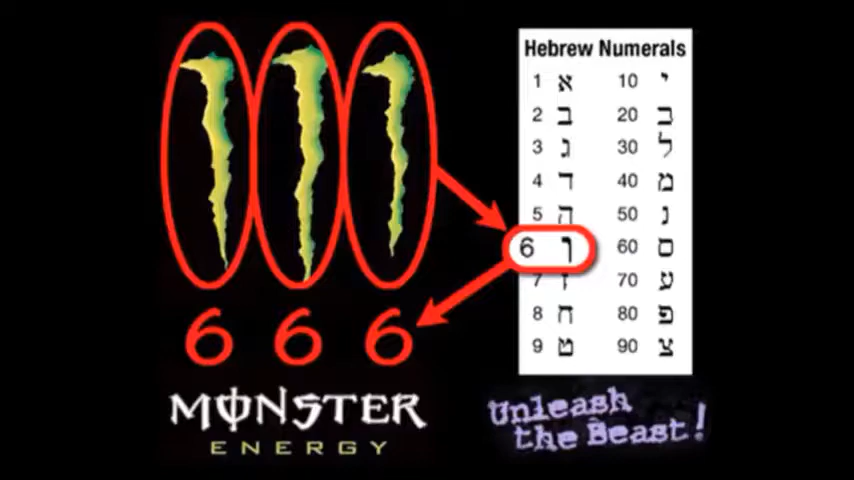 Hebrew Numerals
1 א 10 י
2 ב 20 כ
3 ג 30 ל
4 ד 40 מ
5 ה 50 נ
6 ו 60 ס
7 ז 70 ע
8 ח 80 פ
9 ט 90 צ
6 6 6
MONSTER
ENERGY
Unleash
the Beast!